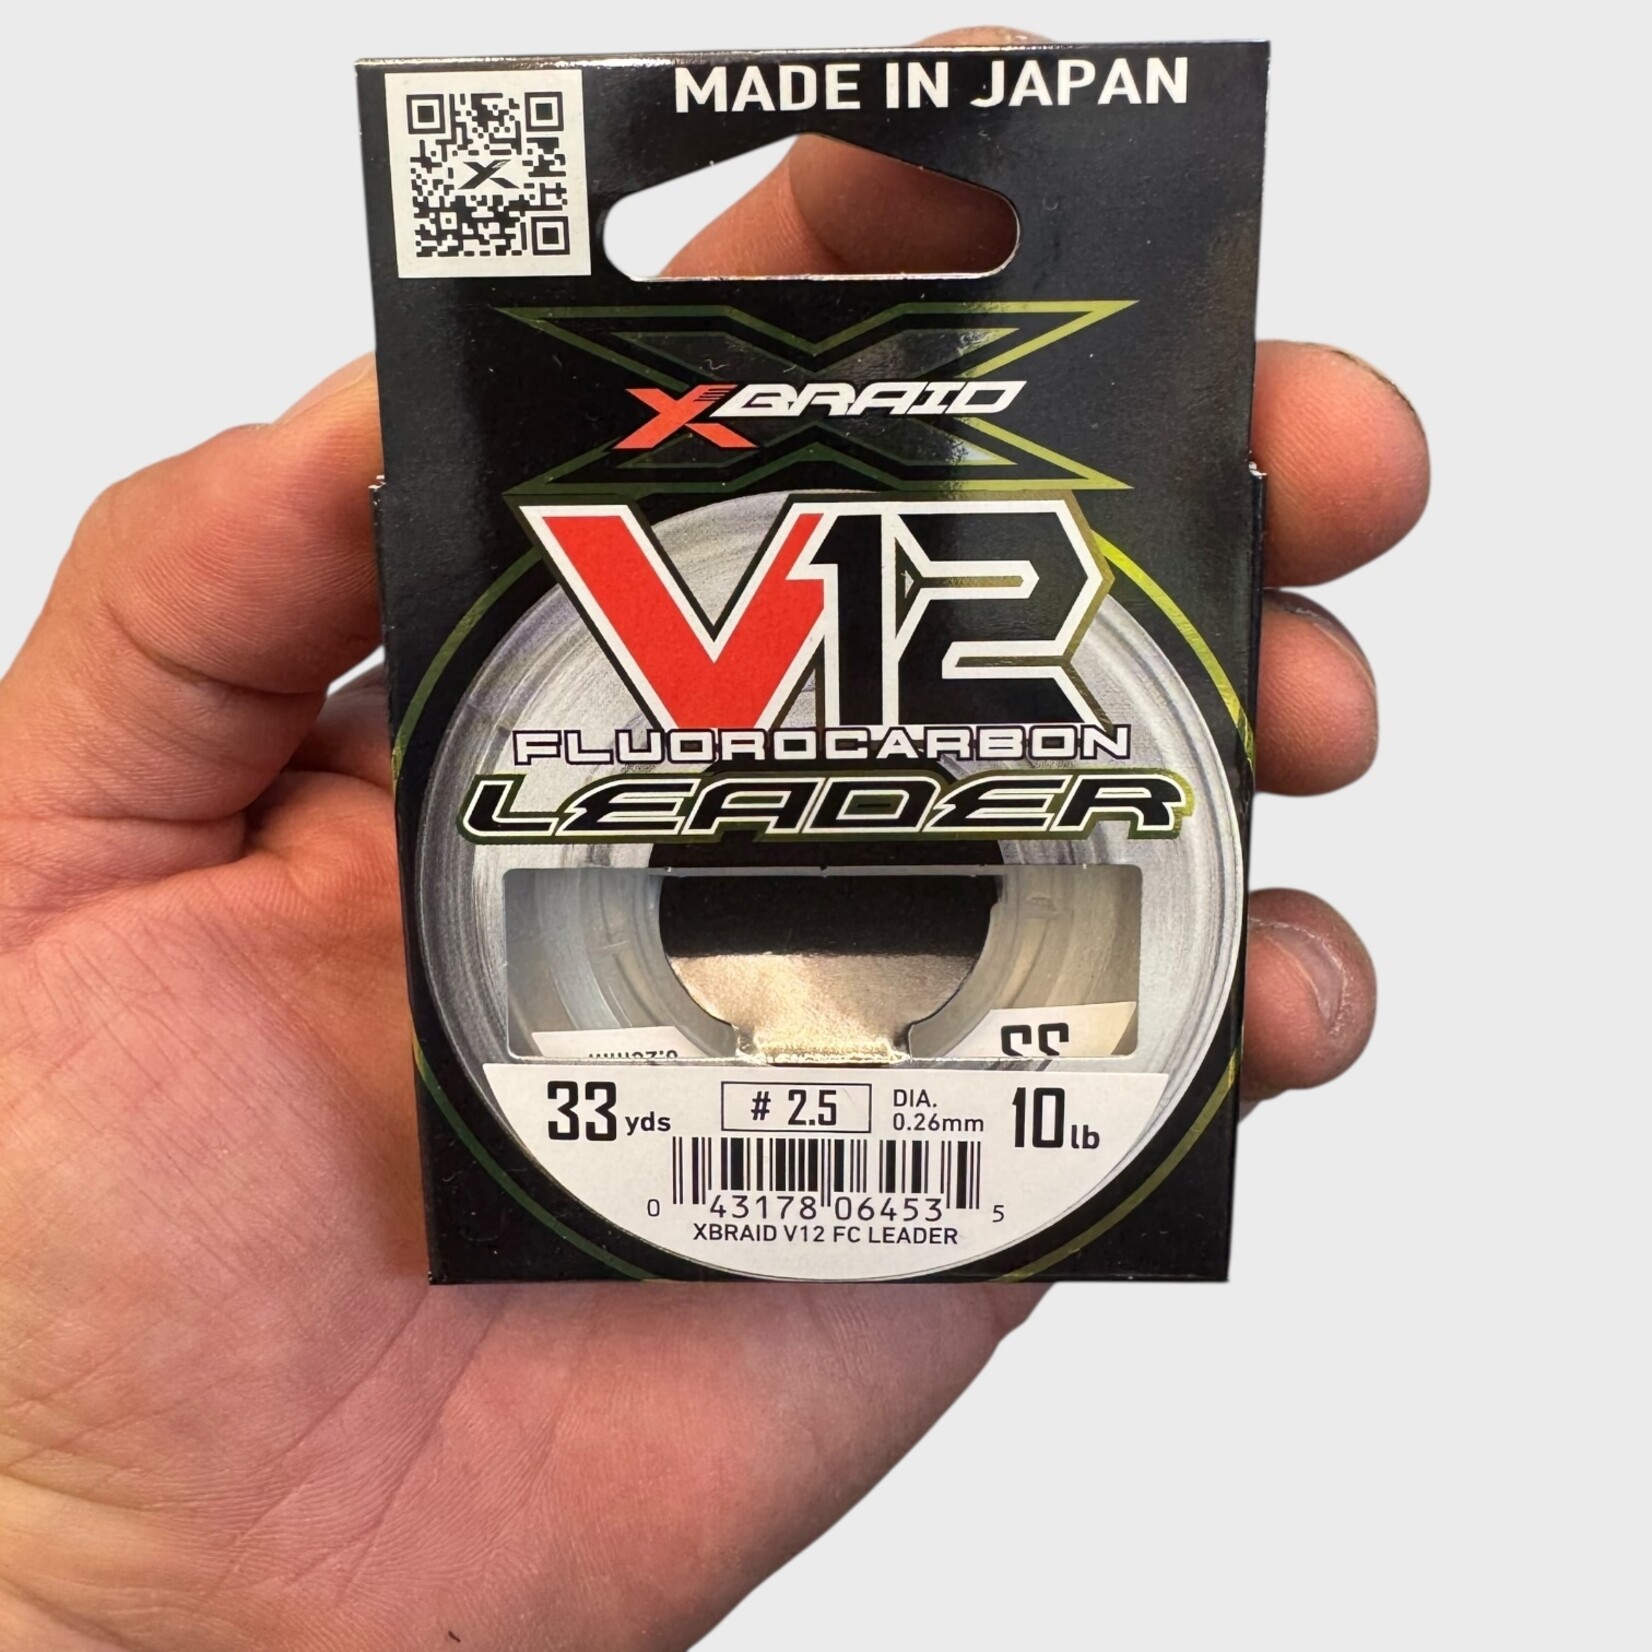 MADE IN JAPAN
XBRAID
V12
FLUOROCARBON
LEADER
33 yds
# 2.5
DIA.
0.26mm
10 lb
0 43178 06453 5
XBRAID V12 FC LEADER